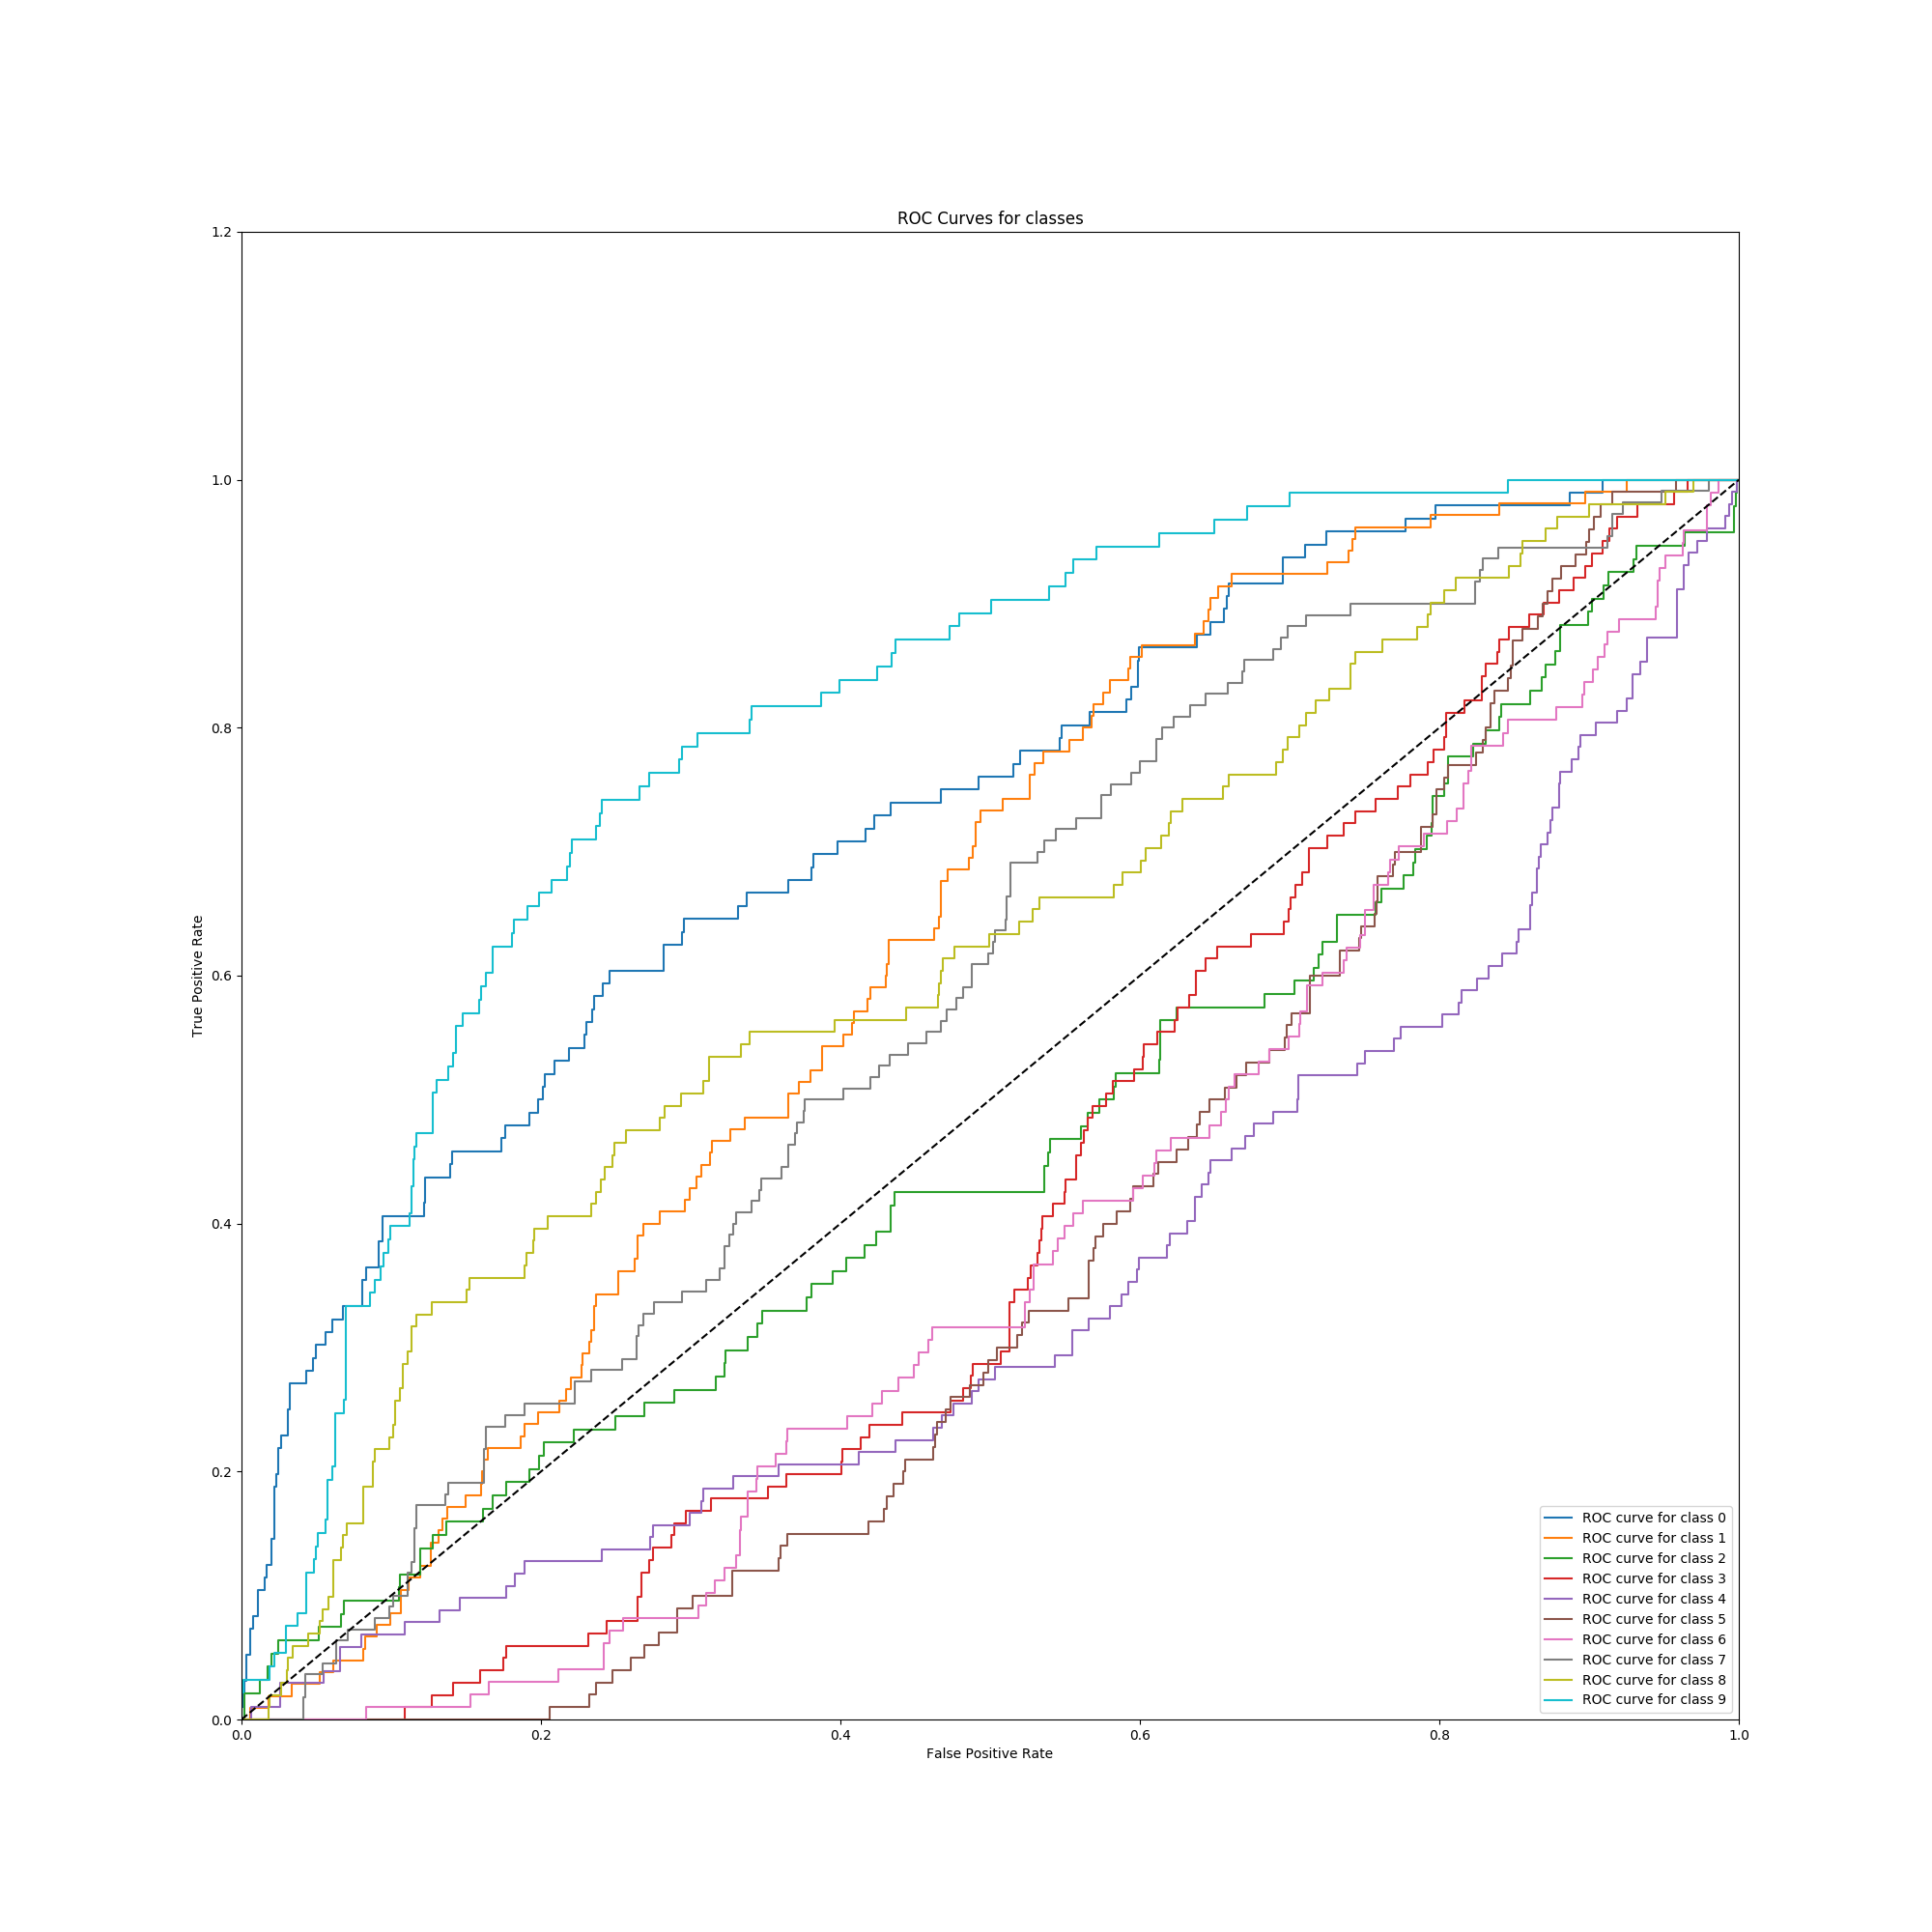 ROC Curves for classes
1.2
1.0
0.8
0.6
0.4
0.2
0.0
True Positive Rate
0.0 0.2 0.4 0.6 0.8 1.0
False Positive Rate
ROC curve for class 0
ROC curve for class 1
ROC curve for class 2
ROC curve for class 3
ROC curve for class 4
ROC curve for class 5
ROC curve for class 6
ROC curve for class 7
ROC curve for class 8
ROC curve for class 9